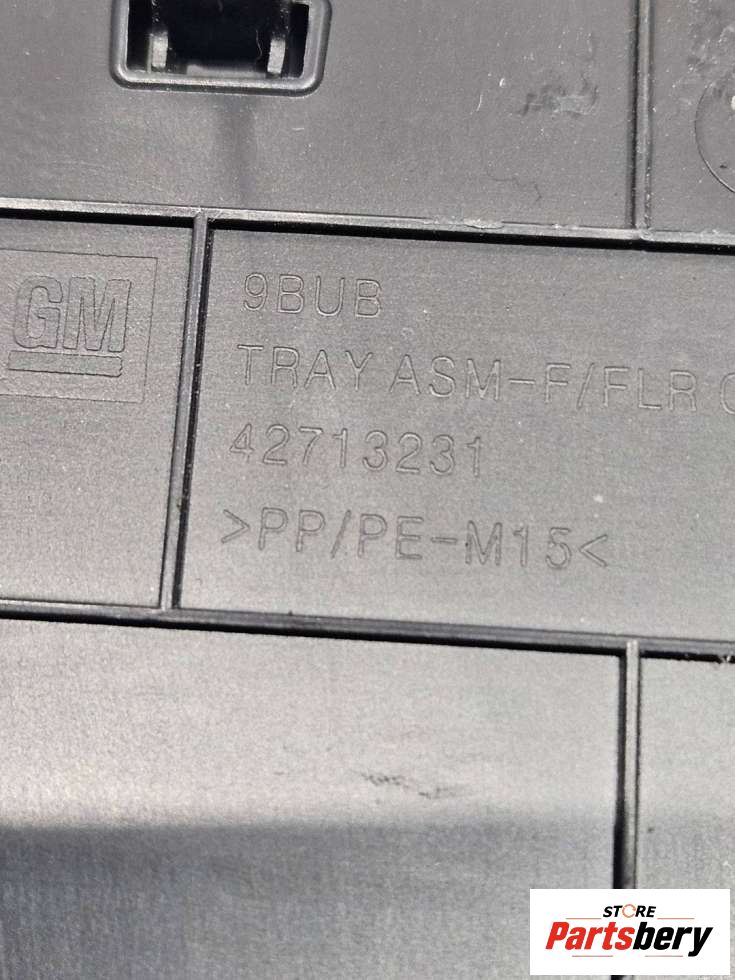 GM
9BUB
TRAY ASM-F/FLR
42713231
>PP/PE-M15<
STORE
Partsbery